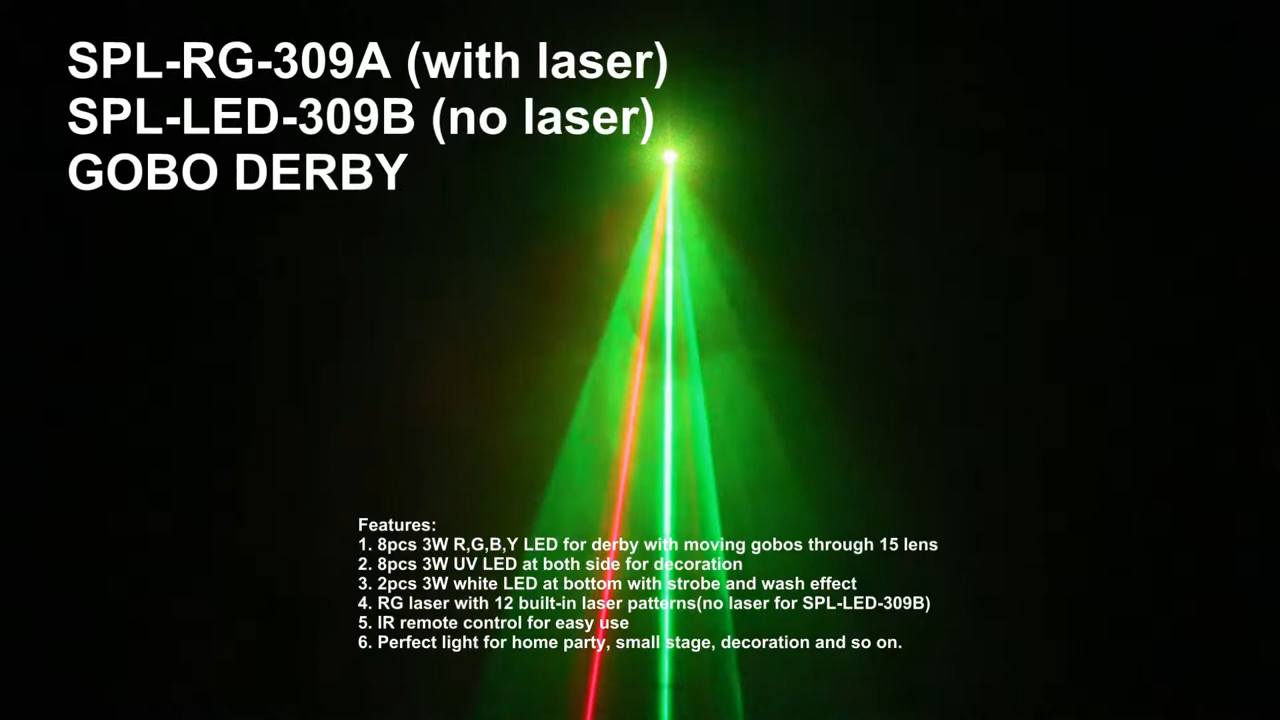 SPL-RG-309A (with laser)
SPL-LED-309B (no laser)
GOBO DERBY
Features:
1. 8pcs 3W R,G,B,Y LED for derby with moving gobos through 15 lens
2. 8pcs 3W UV LED at both side for decoration
3. 2pcs 3W white LED at bottom with strobe and wash effect
4. RG laser with 12 built-in laser patterns(no laser for SPL-LED-309B)
5. IR remote control for easy use
6. Perfect light for home party, small stage, decoration and so on.